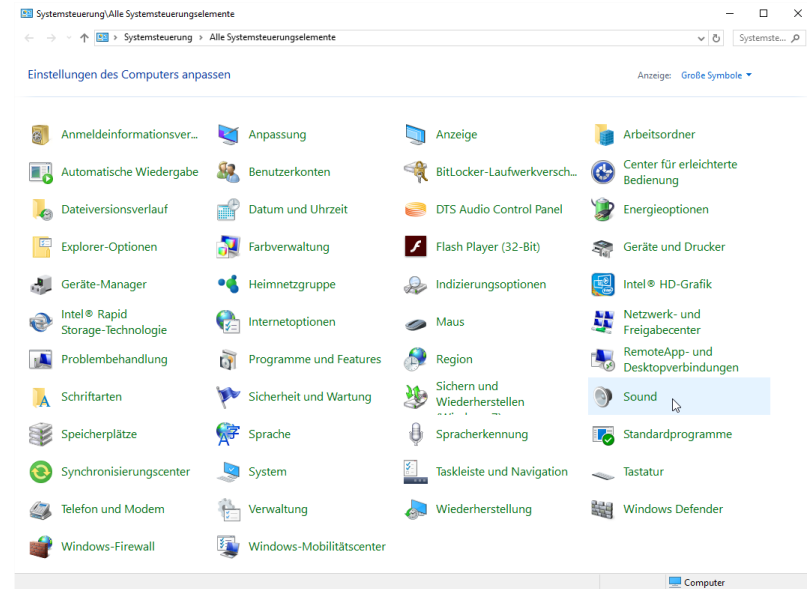 Systemsteuerung\Alle Systemsteuerungselemente
Systemsteuerung > Alle Systemsteuerungselemente
Systemste...
Einstellungen des Computers anpassen
Anzeige: Große Symbole
Anmeldeinformationsver...
Anpassung
Anzeige
Arbeitsordner
Automatische Wiedergabe
Benutzerkonten
BitLocker-Laufwerkversch...
Center für erleichterte
Bedienung
Dateiversionsverlauf
Datum und Uhrzeit
DTS Audio Control Panel
Energieoptionen
Explorer-Optionen
Farbverwaltung
Flash Player (32-Bit)
Geräte und Drucker
Geräte-Manager
Heimnetzgruppe
Indizierungsoptionen
Intel® HD-Grafik
Intel® Rapid
Storage-Technologie
Internetoptionen
Maus
Netzwerk- und
Freigabecenter
Problembehandlung
Programme und Features
Region
RemoteApp- und
Desktopverbindungen
Schriftarten
Sicherheit und Wartung
Sichern und
Wiederherstellen
Sound
Speicherplätze
Sprache
Spracherkennung
Standardprogramme
Synchronisierungscenter
System
Taskleiste und Navigation
Tastatur
Telefon und Modem
Verwaltung
Wiederherstellung
Windows Defender
Windows-Firewall
Windows-Mobilitätscenter
Computer